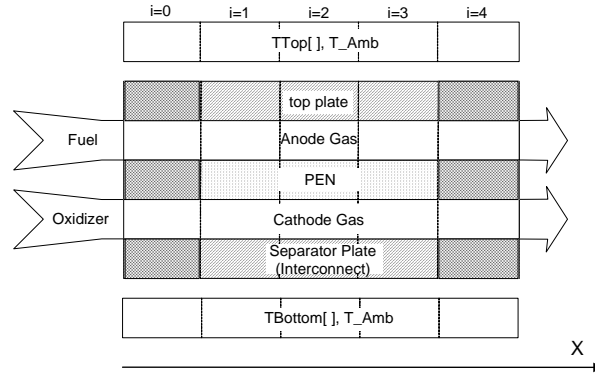 i=0 i=1 i=2 i=3 i=4
TTop[ ], T_Amb
top plate
Fuel Anode Gas
PEN
Oxidizer Cathode Gas
Separator Plate
(Interconnect)
TBottom[ ], T_Amb
X